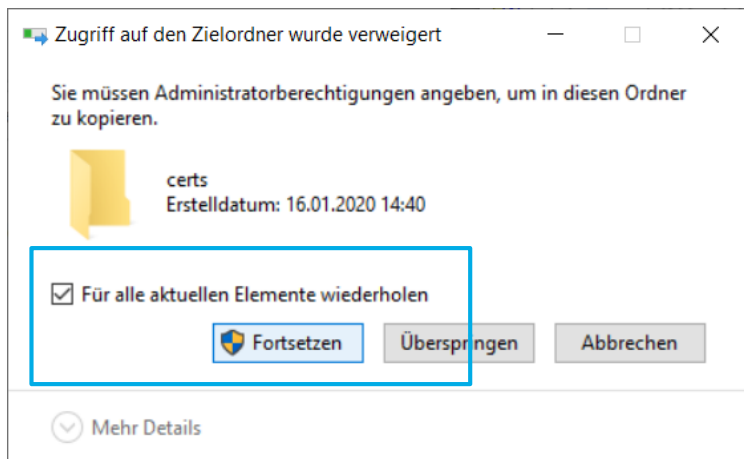 Zugriff auf den Zielordner wurde verweigert
Sie müssen Administratorberechtigungen angeben, um in diesen Ordner
zu kopieren.
certs
Erstelldatum: 16.01.2020 14:40
Für alle aktuellen Elemente wiederholen
Fortsetzen Überspringen Abbrechen
Mehr Details